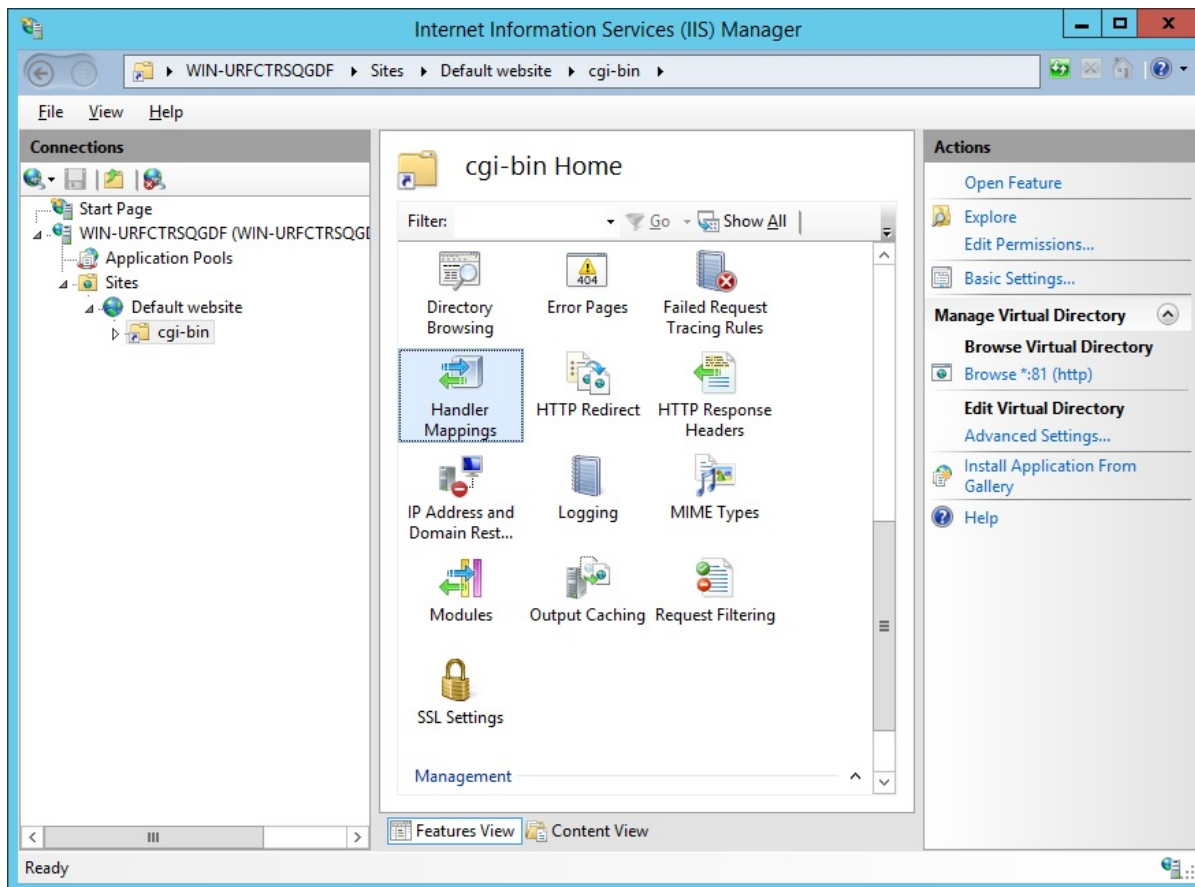 Internet Information Services (IIS) Manager
WIN-URFCTRSQGDF Sites Default website cgi-bin
File View Help
Connections
Start Page
WIN-URFCTRSQGDF (WIN-URFCTRSQGI
Application Pools
Sites
Default website
cgi-bin
cgi-bin Home
Filter: Go Show All
Directory Browsing
Error Pages
Failed Request Tracing Rules
404
Handler Mappings
HTTP Redirect
HTTP Response Headers
IP Address and Domain Rest...
Logging
MIME Types
Modules
Output Caching
Request Filtering
SSL Settings
Management
Features View
Content View
Actions
Open Feature
Explore
Edit Permissions...
Basic Settings...
Manage Virtual Directory
Browse Virtual Directory
Browse *:81 (http)
Edit Virtual Directory
Advanced Settings...
Install Application From
Gallery
Help
Ready